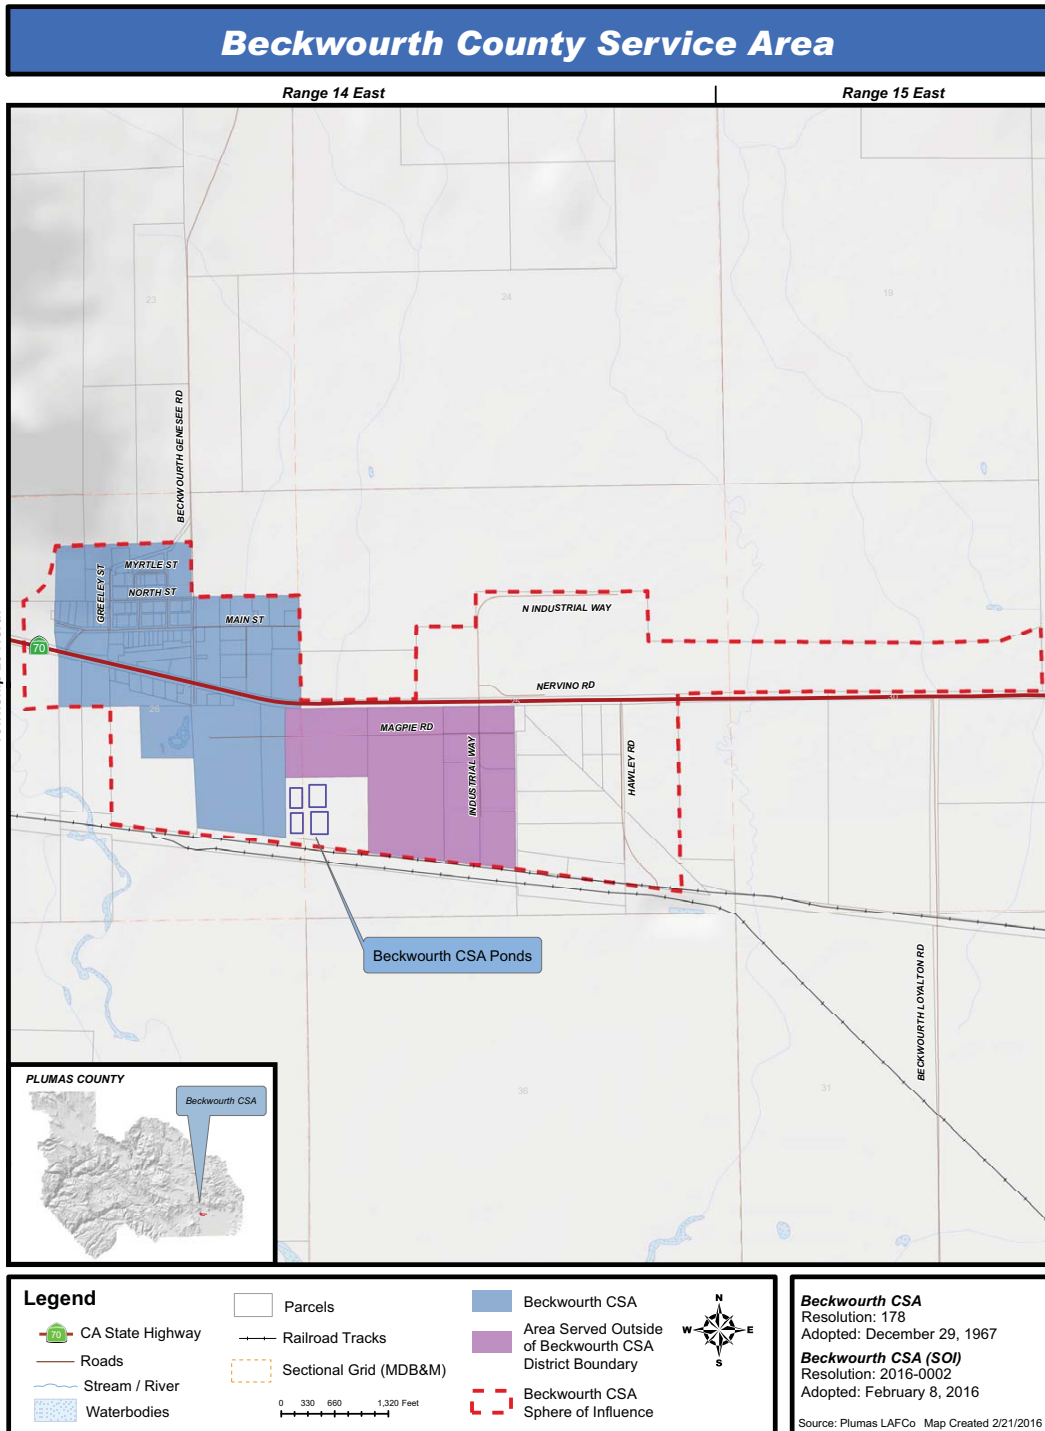 Beckwourth County Service Area
Range 14 East
Range 15 East
23
24
19
BECKWOURTH GENESEE RD
GREELEY ST
MYRTLE ST
NORTH ST
MAIN ST
N INDUSTRIAL WAY
70
NERVINO RD
26
25
30
MAGPIE RD
INDUSTRIAL WAY
HAWLEY RD
Beckwourth CSA Ponds
BECKWOURTH LOYALTON RD
36
31
PLUMAS COUNTY
Beckwourth CSA
Legend
70 CA State Highway
Roads
Stream / River
Waterbodies
Parcels
Railroad Tracks
Sectional Grid (MDB&M)
0 330 660 1,320 Feet
Beckwourth CSA
Area Served Outside
of Beckwourth CSA
District Boundary
Beckwourth CSA
Sphere of Influence
N
W E
S
Beckwourth CSA
Resolution: 178
Adopted: December 29, 1967
Beckwourth CSA (SOI)
Resolution: 2016-0002
Adopted: February 8, 2016
Source: Plumas LAFCo Map Created 2/21/2016